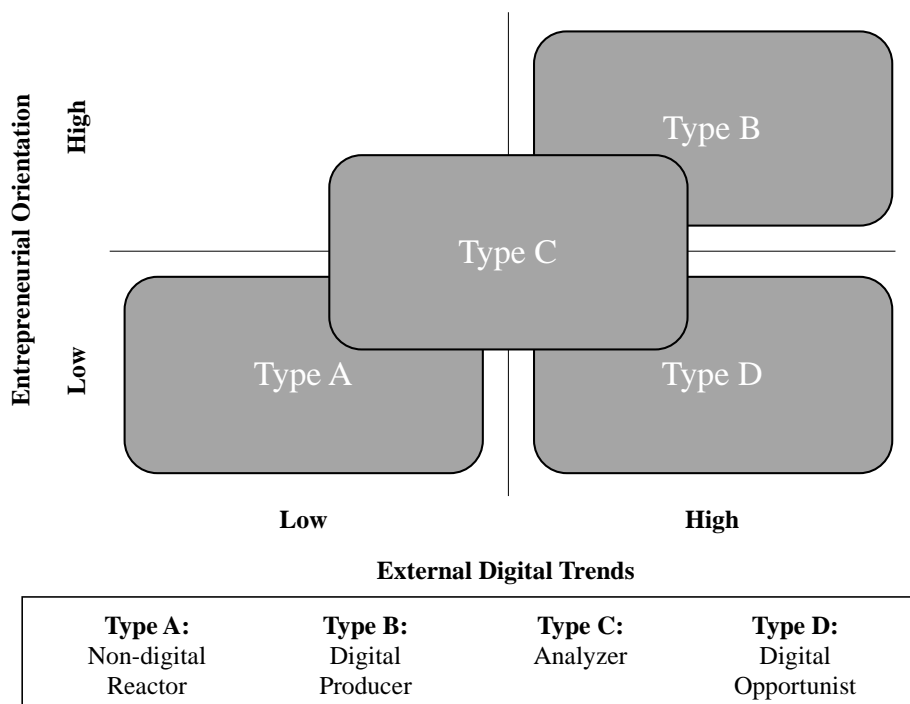 Entrepreneurial Orientation
High
Low
Type B
Type C
Type A
Type D
Low
High
External Digital Trends
Type A:
Non-digital
Reactor
Type B:
Digital
Producer
Type C:
Analyzer
Type D:
Digital
Opportunist